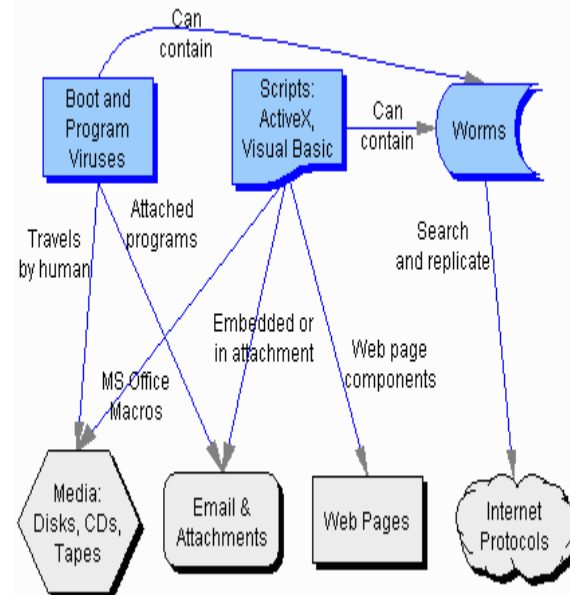 Can
contain
Boot and
Program
Viruses
Scripts:
ActiveX,
Visual Basic
Can
contain
Worms
Travels
by human
Attached
programs
Search
and replicate
Embedded or
in attachment
Web page
components
MS Office
Macros
Media:
Disks, CDs,
Tapes
Email &
Attachments
Web Pages
Internet
Protocols